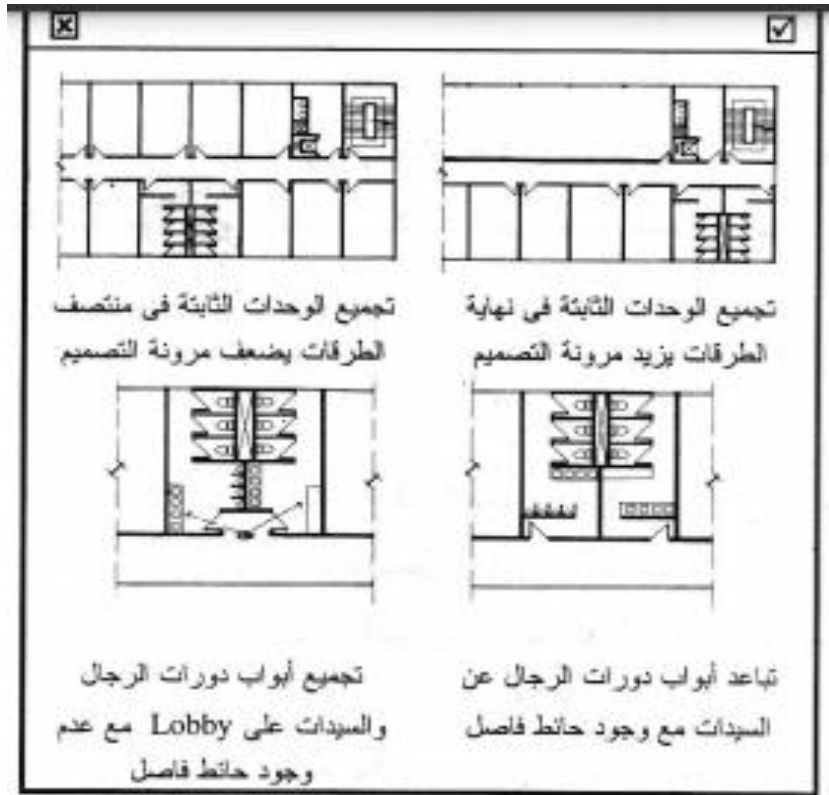 تجميع الوحدات الثابتة فى نهاية
الطرقات يزيد مرونة التصميم
تجميع الوحدات الثابتة فى منتصف
الطرقات يضعف مرونة التصميم
تباعد أبواب دورات الرجال عن
السيدات مع وجود حائط فاصل
تجميع أبواب دورات الرجال
والسيدات على Lobby مع عدم
وجود حائط فاصل